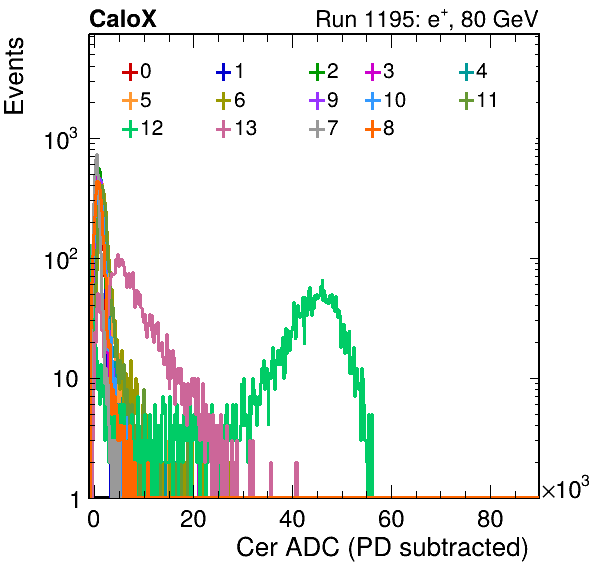 CaloX Run 1195: e⁺, 80 GeV
Events
0 1 2 3 4
5 6 9 10 11
12 13 7 8
10³
10²
10
1
0 20 40 60 80 ×10³
Cer ADC (PD subtracted)